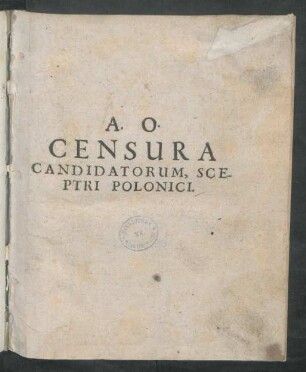 A. O.
CENSURA
CANDIDATORUM, SCE-
PTRI POLONICI.